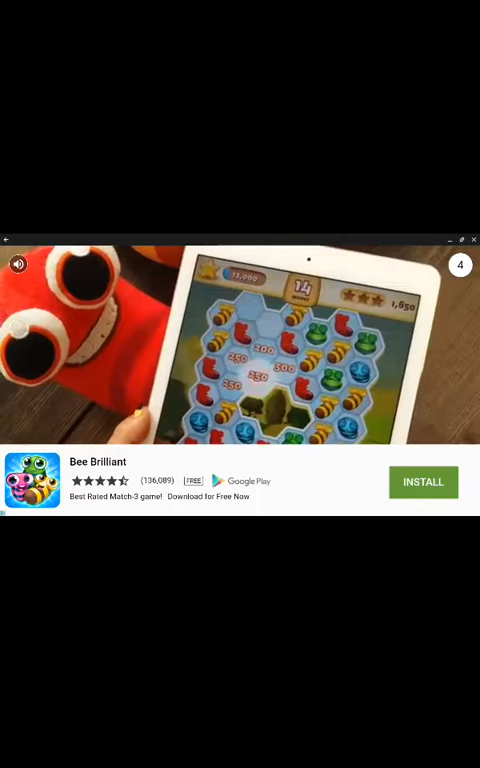 4
12,000
14
MOVES
1,650
200
250
300
250
250
Bee Brilliant
(136,089) FREE Google Play
INSTALL
Best Rated Match-3 game! Download for Free Now